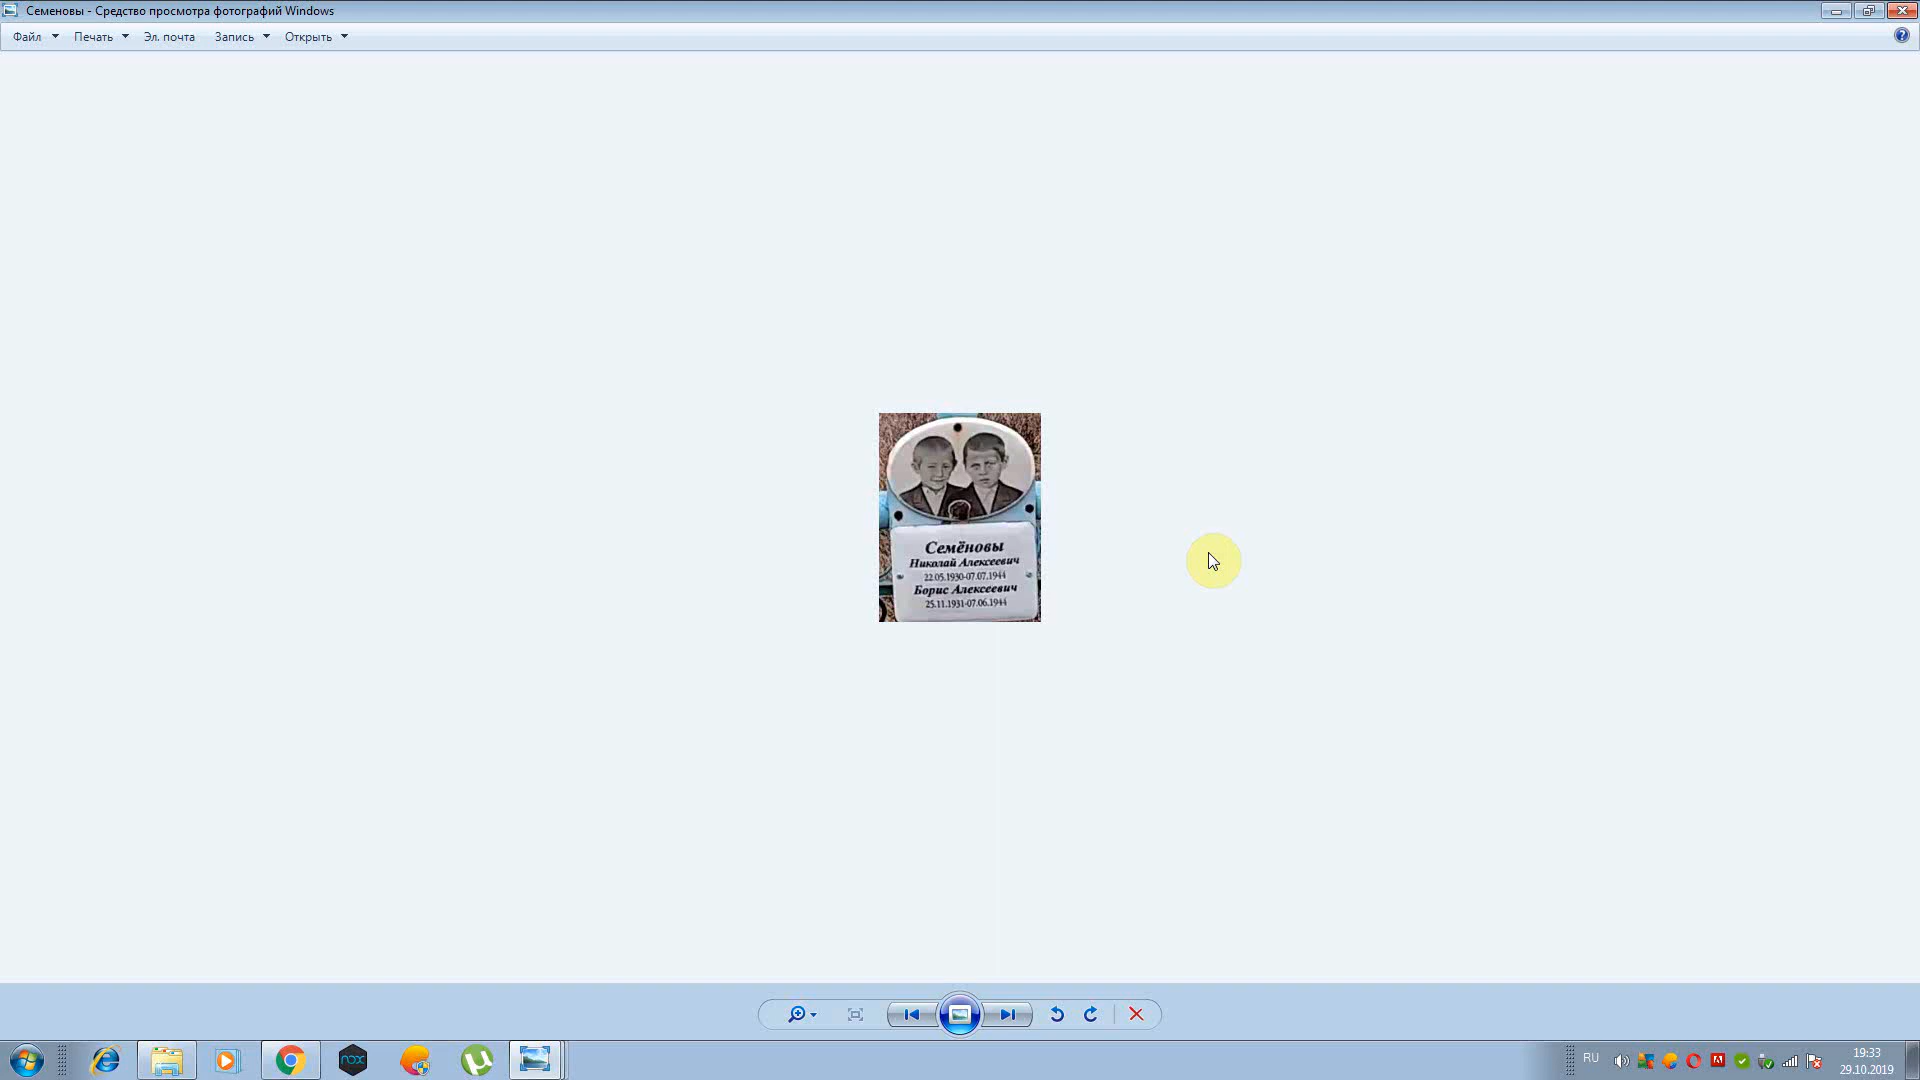 Семеновы - Средство просмотра фотографий Windows
Файл Печать Эл. почта Запись Открыть
Семёновы
Николай Алексеевич
22.05.1930-07.07.1944
Борис Алексеевич
25.11.1931-07.06.1944
nox
RU
19:33
29.10.2019